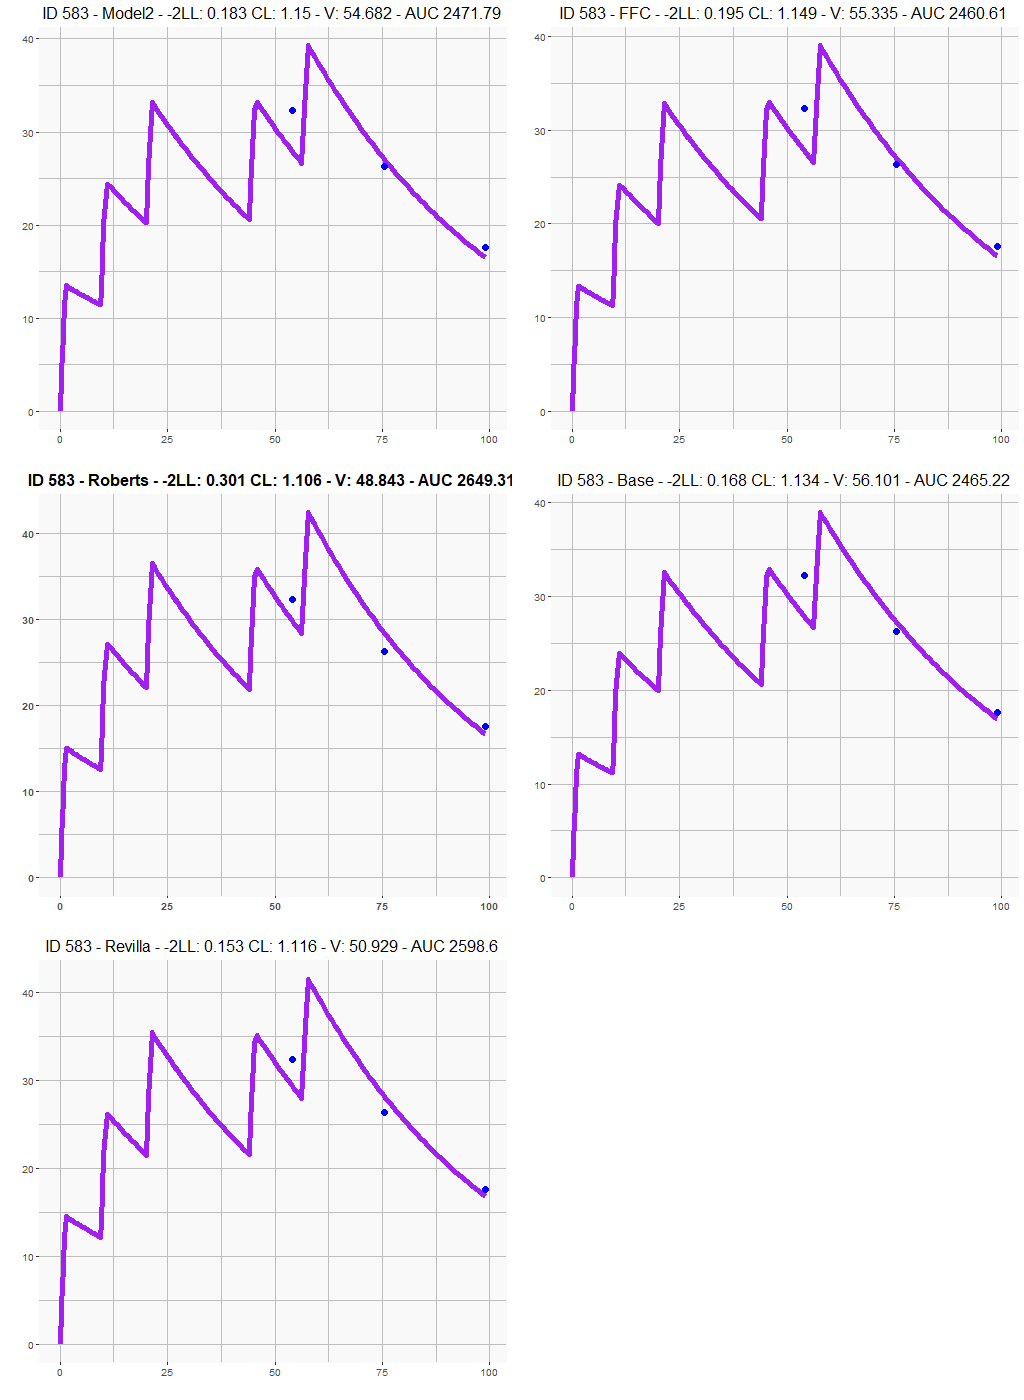 ID 583 - Model2 - -2LL: 0.183 CL: 1.15 - V: 54.682 - AUC 2471.79
40
30
20
10
0
0 25 50 75 100
ID 583 - FFC - -2LL: 0.195 CL: 1.149 - V: 55.335 - AUC 2460.61
40
30
20
10
0
0 25 50 75 100
ID 583 - Roberts - -2LL: 0.301 CL: 1.106 - V: 48.843 - AUC 2649.31
40
30
20
10
0
0 25 50 75 100
ID 583 - Base - -2LL: 0.168 CL: 1.134 - V: 56.101 - AUC 2465.22
40
30
20
10
0
0 25 50 75 100
ID 583 - Revilla - -2LL: 0.153 CL: 1.116 - V: 50.929 - AUC 2598.6
40
30
20
10
0
0 25 50 75 100